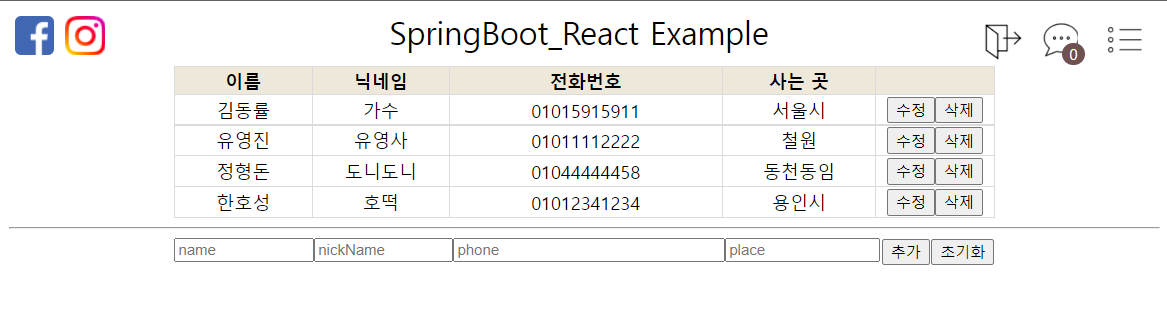 SpringBoot_React Example
0
이름 닉네임 전화번호 사는 곳
김동률 가수 01015915911 서울시 수정 삭제
유영진 유영사 01011112222 철원 수정 삭제
정형돈 도니도니 01044444458 동천동임 수정 삭제
한호성 호떡 01012341234 용인시 수정 삭제
name nickName phone place 추가 초기화